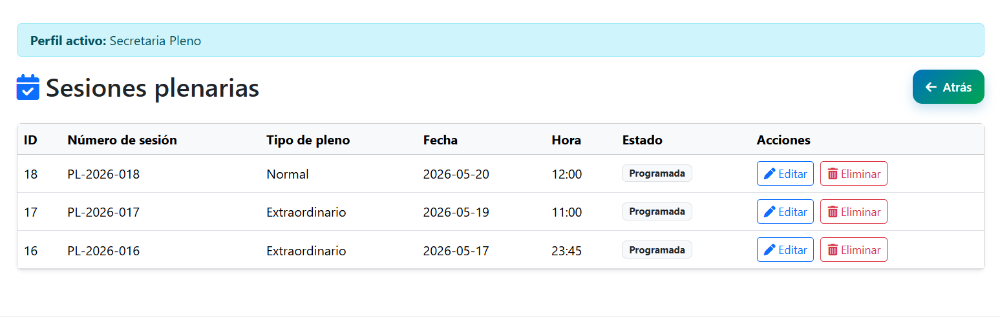 Perfil activo: Secretaria Pleno
Sesiones plenarias
Atrás
ID Número de sesión Tipo de pleno Fecha Hora Estado Acciones
18 PL-2026-018 Normal 2026-05-20 12:00 Programada Editar Eliminar
17 PL-2026-017 Extraordinario 2026-05-19 11:00 Programada Editar Eliminar
16 PL-2026-016 Extraordinario 2026-05-17 23:45 Programada Editar Eliminar